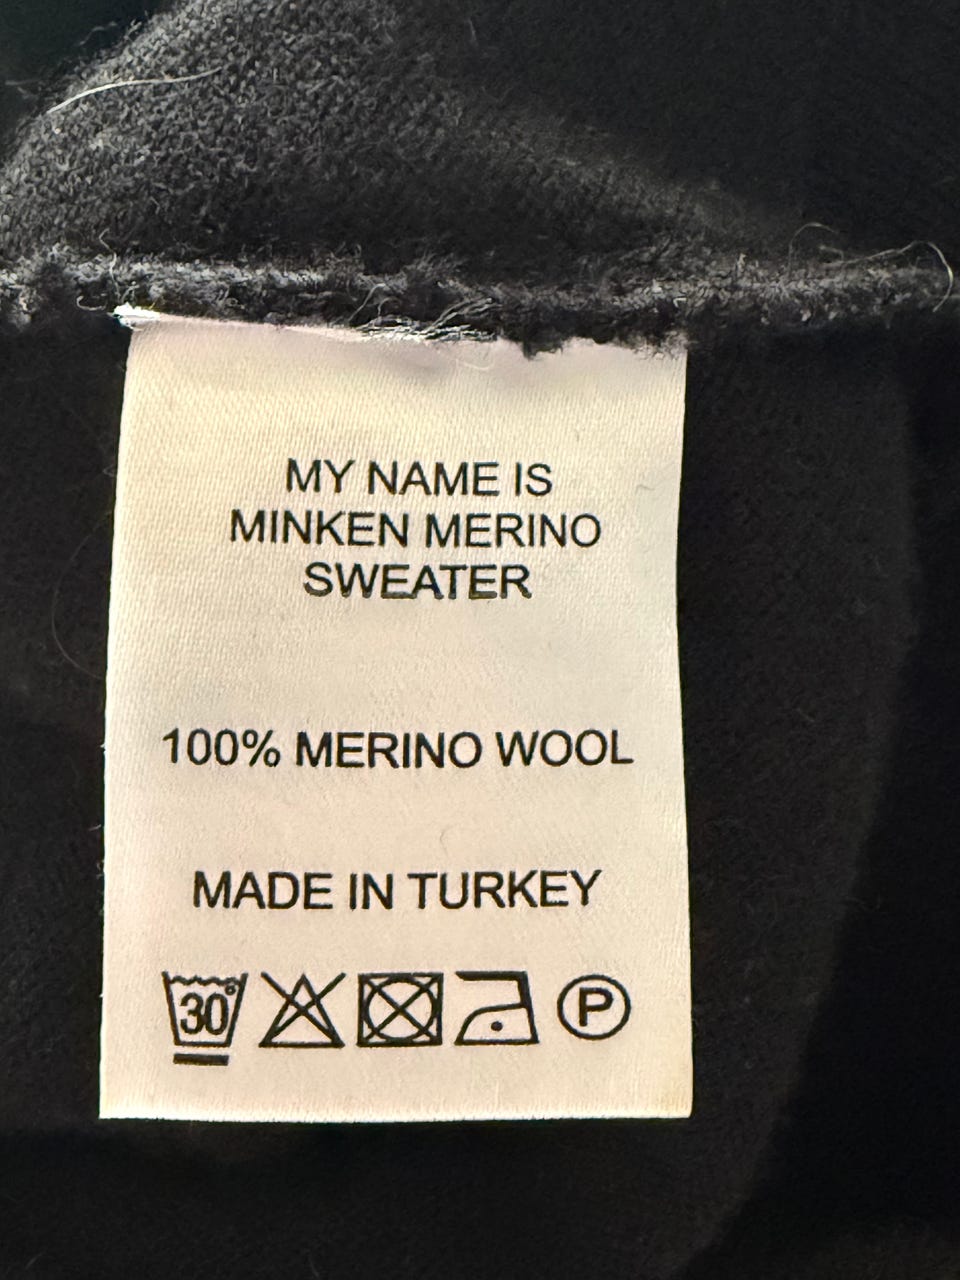 MY NAME IS
MINKEN MERINO
SWEATER
100% MERINO WOOL
MADE IN TURKEY
30° P